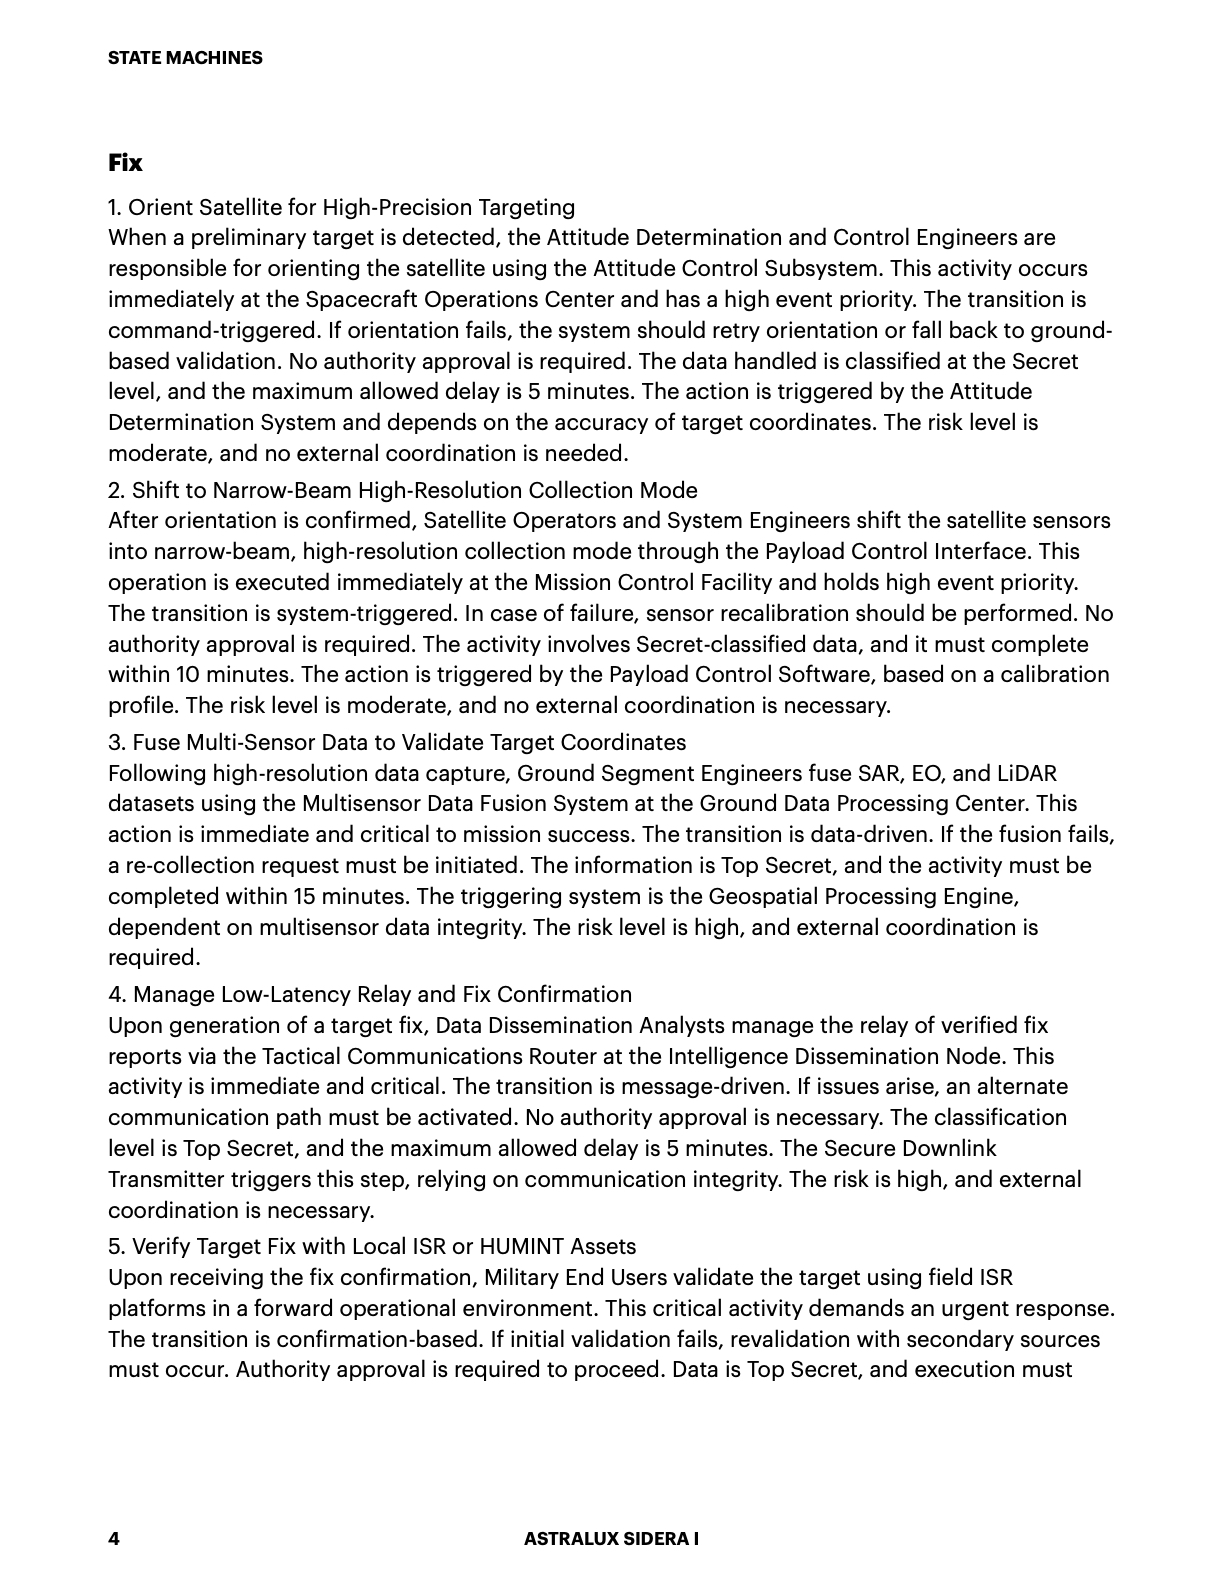 STATE MACHINES
Fix
1. Orient Satellite for High-Precision Targeting
When a preliminary target is detected, the Attitude Determination and Control Engineers are
responsible for orienting the satellite using the Attitude Control Subsystem. This activity occurs
immediately at the Spacecraft Operations Center and has a high event priority. The transition is
command-triggered. If orientation fails, the system should retry orientation or fall back to ground-
based validation. No authority approval is required. The data handled is classified at the Secret
level, and the maximum allowed delay is 5 minutes. The action is triggered by the Attitude
Determination System and depends on the accuracy of target coordinates. The risk level is
moderate, and no external coordination is needed.
2. Shift to Narrow-Beam High-Resolution Collection Mode
After orientation is confirmed, Satellite Operators and System Engineers shift the satellite sensors
into narrow-beam, high-resolution collection mode through the Payload Control Interface. This
operation is executed immediately at the Mission Control Facility and holds high event priority.
The transition is system-triggered. In case of failure, sensor recalibration should be performed. No
authority approval is required. The activity involves Secret-classified data, and it must complete
within 10 minutes. The action is triggered by the Payload Control Software, based on a calibration
profile. The risk level is moderate, and no external coordination is necessary.
3. Fuse Multi-Sensor Data to Validate Target Coordinates
Following high-resolution data capture, Ground Segment Engineers fuse SAR, EO, and LiDAR
datasets using the Multisensor Data Fusion System at the Ground Data Processing Center. This
action is immediate and critical to mission success. The transition is data-driven. If the fusion fails,
a re-collection request must be initiated. The information is Top Secret, and the activity must be
completed within 15 minutes. The triggering system is the Geospatial Processing Engine,
dependent on multisensor data integrity. The risk level is high, and external coordination is
required.
4. Manage Low-Latency Relay and Fix Confirmation
Upon generation of a target fix, Data Dissemination Analysts manage the relay of verified fix
reports via the Tactical Communications Router at the Intelligence Dissemination Node. This
activity is immediate and critical. The transition is message-driven. If issues arise, an alternate
communication path must be activated. No authority approval is necessary. The classification
level is Top Secret, and the maximum allowed delay is 5 minutes. The Secure Downlink
Transmitter triggers this step, relying on communication integrity. The risk is high, and external
coordination is necessary.
5. Verify Target Fix with Local ISR or HUMINT Assets
Upon receiving the fix confirmation, Military End Users validate the target using field ISR
platforms in a forward operational environment. This critical activity demands an urgent response.
The transition is confirmation-based. If initial validation fails, revalidation with secondary sources
must occur. Authority approval is required to proceed. Data is Top Secret, and execution must
4
ASTRALUX SIDERA I